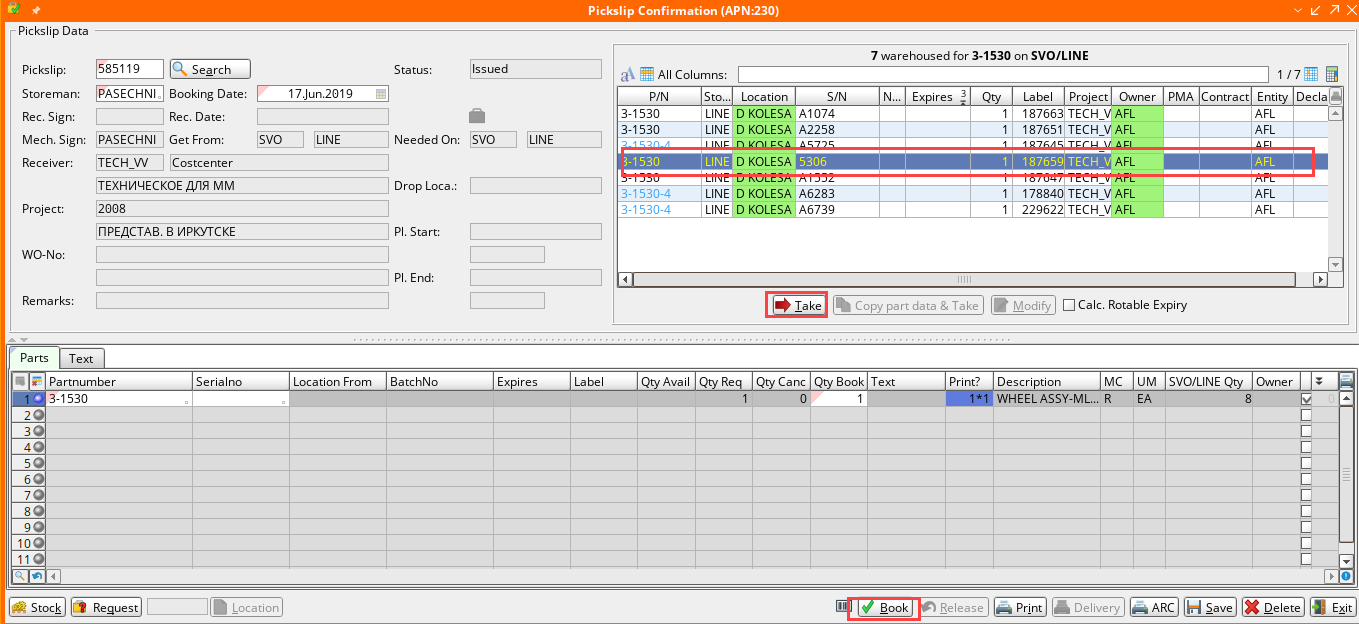 Pickslip Confirmation (APN:230)
Pickslip Data
Pickslip: 585119 Search Status: Issued
Storeman: PASECHNI Booking Date: 17.Jun.2019
Rec. Sign: Rec. Date:
Mech. Sign: PASECHNI Get From: SVO LINE Needed On: SVO LINE
Receiver: TECH_VV Costcenter
ТЕХНИЧЕСКОЕ ДЛЯ ММ Drop Loca.:
Project: 2008
ПРЕДСТАВ. В ИРКУТСКЕ Pl. Start:
WO-No:
Pl. End:
Remarks:
7 warehoused for 3-1530 on SVO/LINE
All Columns: 1 / 7
P/N Sto... Location S/N N... Expires 3 Qty Label Project Owner PMA Contract Entity Decla
3-1530 LINE D KOLESA A1074 1 187663 TECH_V AFL AFL
3-1530 LINE D KOLESA A2258 1 187651 TECH_V AFL AFL
3-1530-4 LINE D KOLESA A5725 1 187645 TECH_V AFL AFL
3-1530 LINE D KOLESA 5306 1 187659 TECH_V AFL AFL
3-1530 LINE D KOLESA A1552 1 187647 TECH_V AFL AFL
3-1530-4 LINE D KOLESA A6283 1 178840 TECH_V AFL AFL
3-1530-4 LINE D KOLESA A6739 1 229622 TECH_V AFL AFL
Take Copy part data & Take Modify Calc. Rotable Expiry
Parts Text
Partnumber Serialno Location From BatchNo Expires Label Qty Avail Qty Req Qty Canc Qty Book Text Print? Description MC UM SVO/LINE Qty Owner
1 3-1530 1 0 1 1*1 WHEEL ASSY-ML... R EA 8 0
2
3
4
5
6
7
8
9
10
11
Stock Request Location Book Release Print Delivery ARC Save Delete Exit